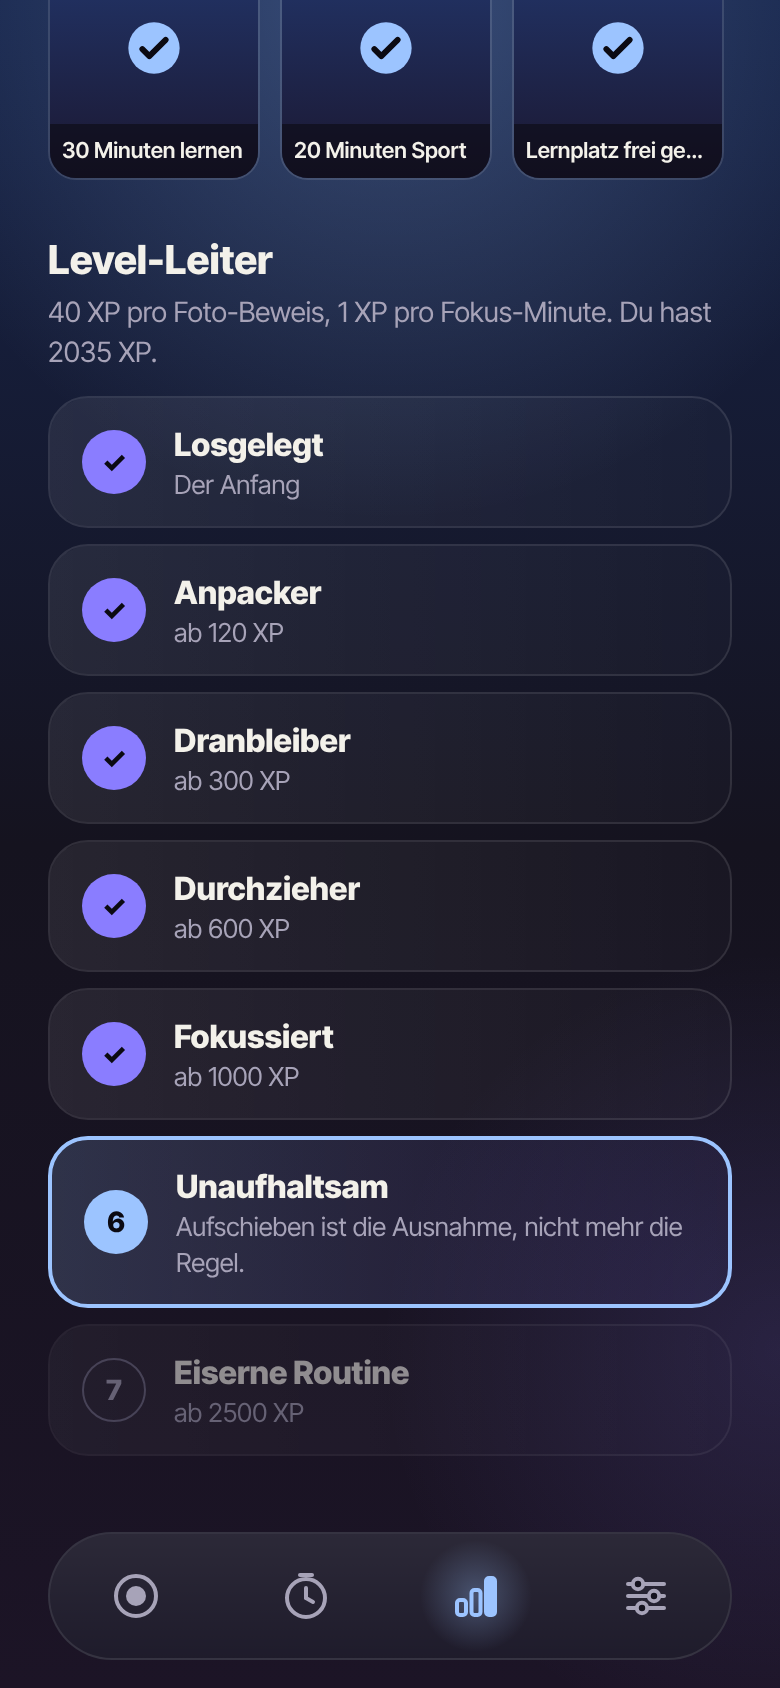 30 Minuten lernen
20 Minuten Sport
Lernplatz frei ge...
Level-Leiter
40 XP pro Foto-Beweis, 1 XP pro Fokus-Minute. Du hast
2035 XP.
Losgelegt
Der Anfang
Anpacker
ab 120 XP
Dranbleiber
ab 300 XP
Durchzieher
ab 600 XP
Fokussiert
ab 1000 XP
6
Unaufhaltsam
Aufschieben ist die Ausnahme, nicht mehr die
Regel.
7
Eiserne Routine
ab 2500 XP